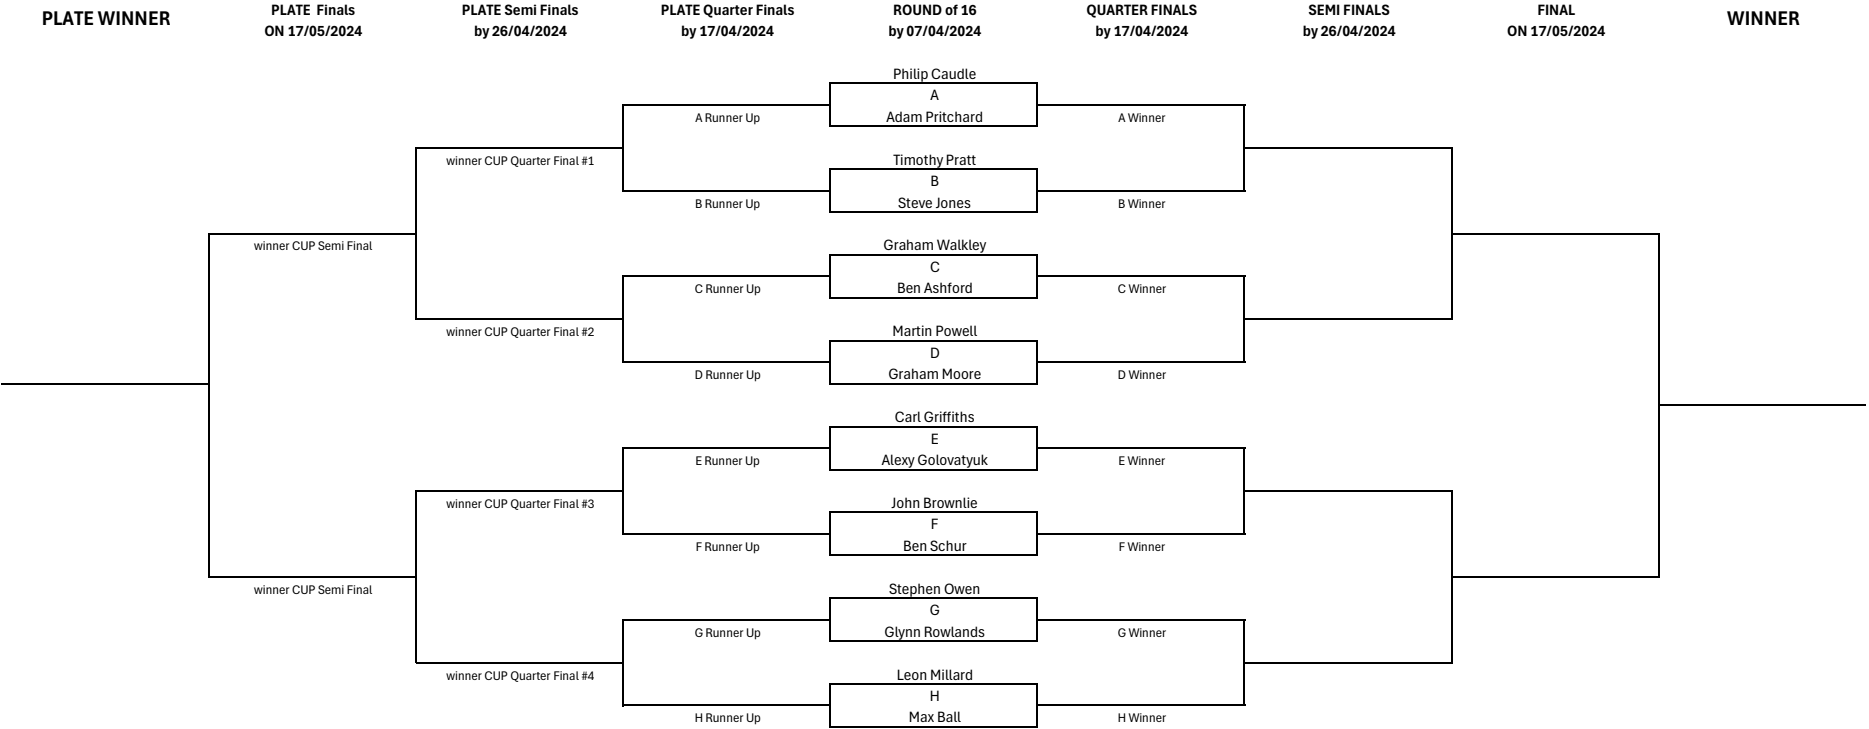 PLATE WINNER
PLATE Finals
ON 17/05/2024
PLATE Semi Finals
by 26/04/2024
PLATE Quarter Finals
by 17/04/2024
ROUND of 16
by 07/04/2024
QUARTER FINALS
by 17/04/2024
SEMI FINALS
by 26/04/2024
FINAL
ON 17/05/2024
WINNER
Philip Caudle
A
Adam Pritchard
A Runner Up
A Winner
winner CUP Quarter Final #1
Timothy Pratt
B
Steve Jones
B Runner Up
B Winner
winner CUP Semi Final
Graham Walkley
C
Ben Ashford
C Runner Up
C Winner
winner CUP Quarter Final #2
Martin Powell
D
Graham Moore
D Runner Up
D Winner
Carl Griffiths
E
Alexy Golovatyuk
E Runner Up
E Winner
winner CUP Quarter Final #3
John Brownlie
F
Ben Schur
F Runner Up
F Winner
winner CUP Semi Final
Stephen Owen
G
Glynn Rowlands
G Runner Up
G Winner
winner CUP Quarter Final #4
Leon Millard
H
Max Ball
H Runner Up
H Winner